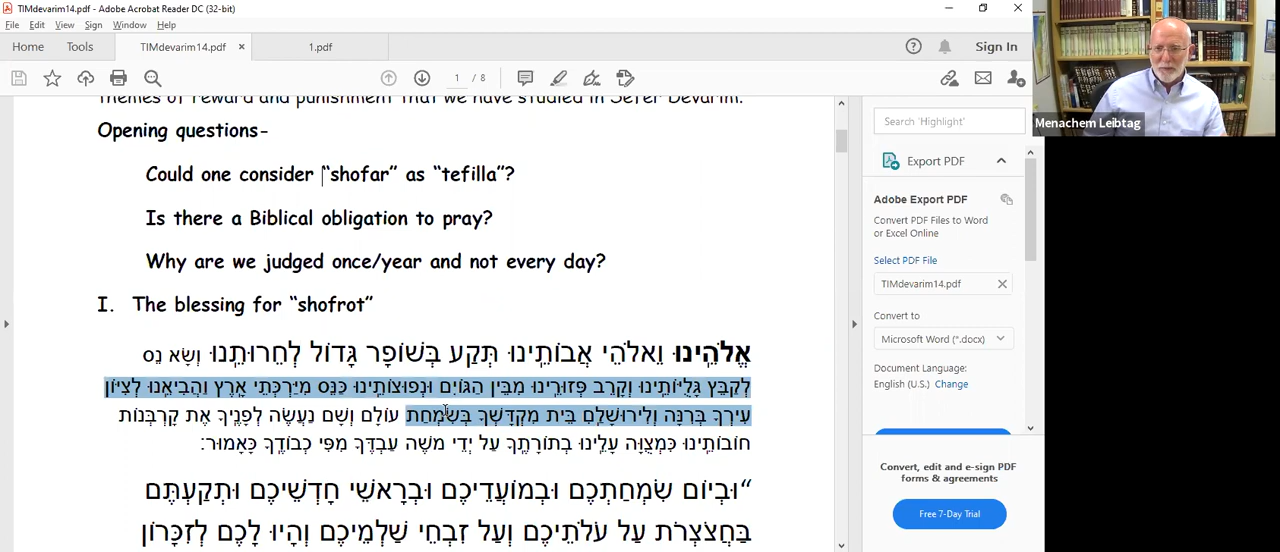 TIMdevarim14.pdf - Adobe Acrobat Reader DC (32-bit)
File Edit View Sign Window Help
Home Tools TIMdevarim14.pdf × 1.pdf Sign In
1 / 8
Themes of reward and punishment that we have studied in Sefer Devarim.
Opening questions-
Could one consider "shofar" as "tefilla"?
Is there a Biblical obligation to pray?
Why are we judged once/year and not every day?
I. The blessing for "shofrot"
אֱלֹהֵֽינוּ וֵאלֹהֵי אֲבוֹתֵֽינוּ תְּקַע בְּשׁוֹפָר גָּדוֹל לְחֵרוּתֵֽנוּ וְשָׂא נֵס
לְקַבֵּץ גָּלֻיּוֹתֵֽינוּ וְקָרֵב פְּזוּרֵֽינוּ מִבֵּין הַגּוֹיִם וּנְפוּצוֹתֵֽינוּ כַּנֵּס מִיַּרְכְּתֵי אָֽרֶץ וַהֲבִיאֵֽנוּ לְצִיּוֹן
עִירְךָ בְּרִנָּה וְלִירוּשָׁלַֽיִם בֵּית מִקְדָּשְׁךָ בְּשִׂמְחַת עוֹלָם וְשָׁם נַעֲשֶׂה לְפָנֶֽיךָ אֶת קָרְבְּנוֹת
חוֹבוֹתֵֽינוּ כִּמְצֻוָּה עָלֵֽינוּ בְּתוֹרָתֶֽךָ עַל יְדֵי מֹשֶׁה עַבְדֶּךָ מִפִּי כְבוֹדֶֽךָ כָּאָמוּר:
"וּבְיוֹם שִׂמְחַתְכֶם וּבְמוֹעֲדֵיכֶם וּבְרָאשֵׁי חָדְשֵׁיכֶם וּתְקַעְתֶּם
בַּחֲצֹצְרֹת עַל עֹלֹתֵיכֶם וְעַל זִבְחֵי שַׁלְמֵיכֶם וְהָיוּ לָכֶם לְזִכָּרוֹן
Search 'Highlight'
Export PDF
Adobe Export PDF
Convert PDF Files to Word
or Excel Online
Select PDF File
TIMdevarim14.pdf ×
Convert to
Microsoft Word (*.docx)
Document Language:
English (U.S.) Change
Convert, edit and e-sign PDF
forms & agreements
Free 7-Day Trial
Menachem Leibtag